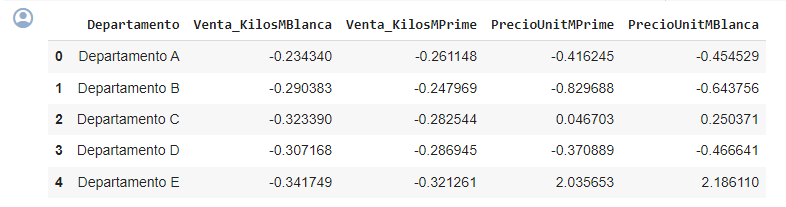 Departamento Venta_KilosMBlanca Venta_KilosMPrime PrecioUnitMPrime PrecioUnitMBlanca
0 Departamento A -0.234340 -0.261148 -0.416245 -0.454529
1 Departamento B -0.290383 -0.247969 -0.829688 -0.643756
2 Departamento C -0.323390 -0.282544 0.046703 0.250371
3 Departamento D -0.307168 -0.286945 -0.370889 -0.466641
4 Departamento E -0.341749 -0.321261 2.035653 2.186110